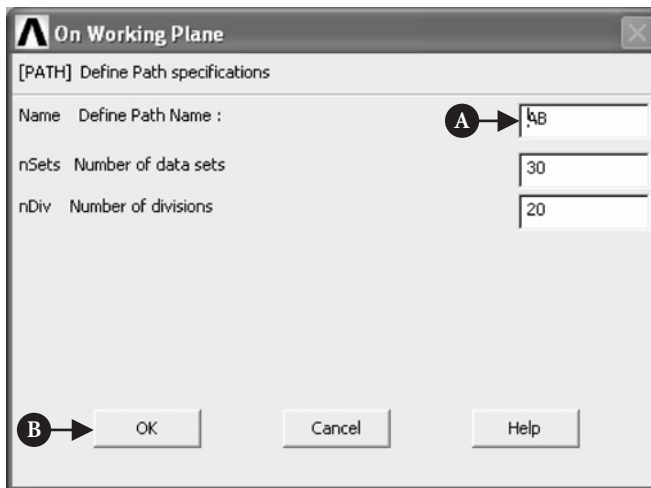 On Working Plane
[PATH] Define Path specifications
Name Define Path Name :
A
AB
nSets Number of data sets
30
nDiv Number of divisions
20
B
OK
Cancel
Help